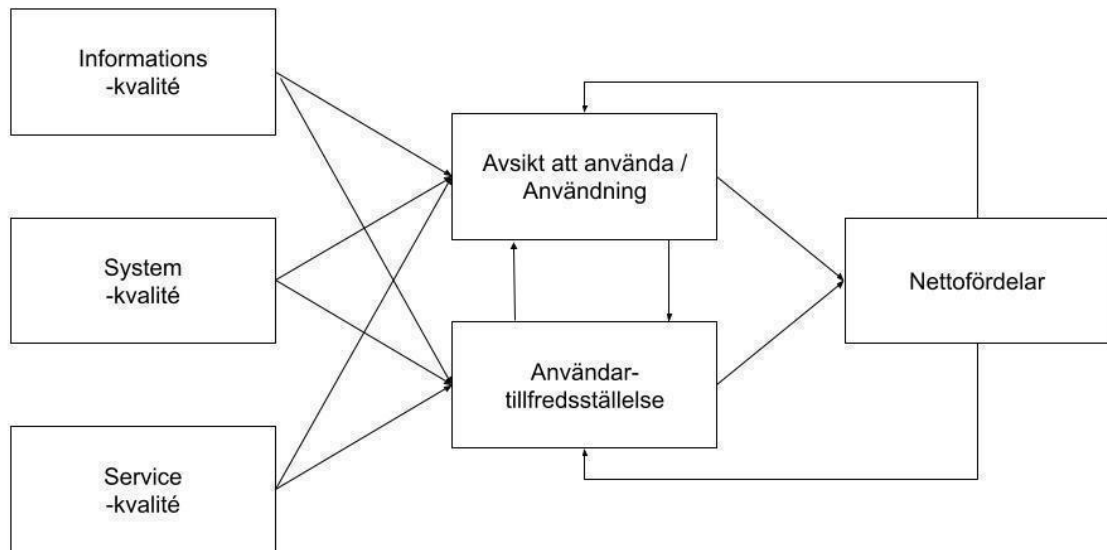 Informations
-kvalité
System
-kvalité
Service
-kvalité
Avsikt att använda /
Användning
Användar-
tillfredsställelse
Nettofördelar